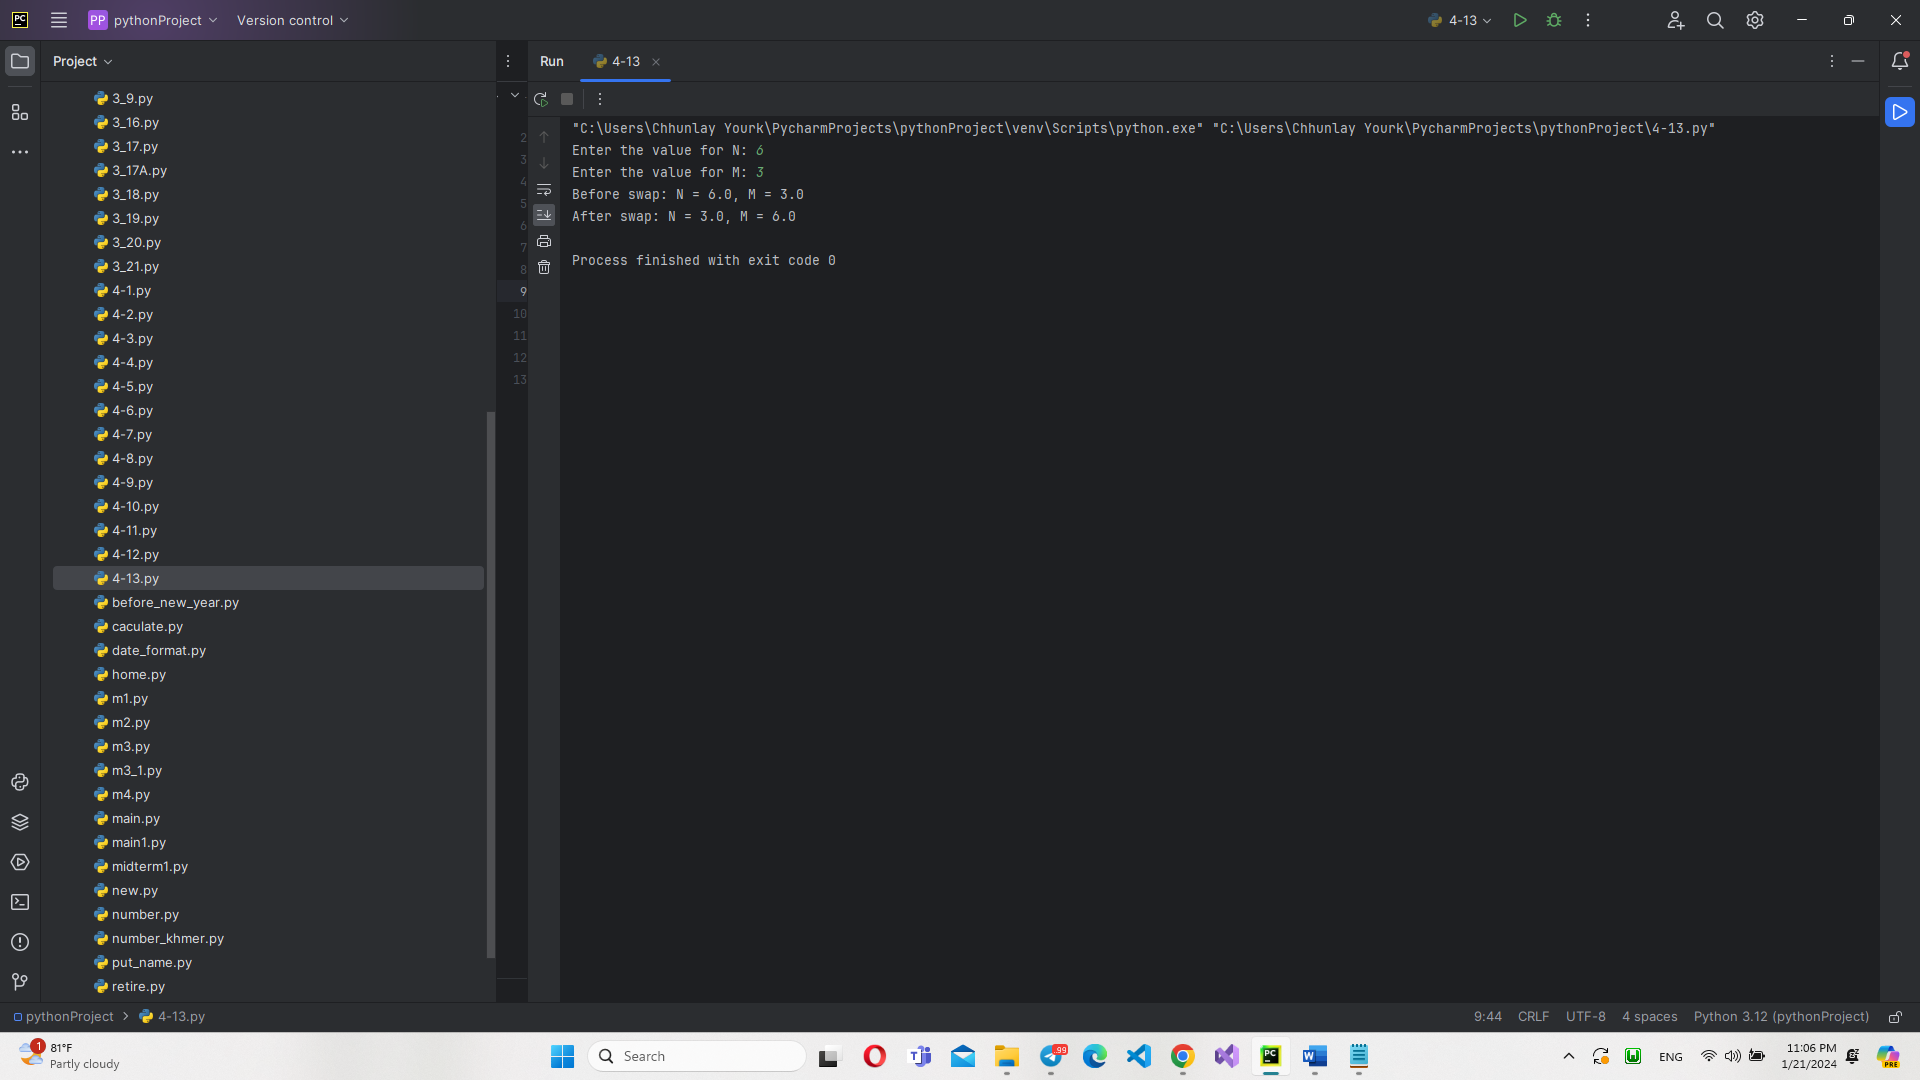 PC
PP pythonProject
Version control
4-13
Project
3_9.py
3_16.py
3_17.py
3_17A.py
3_18.py
3_19.py
3_20.py
3_21.py
4-1.py
4-2.py
4-3.py
4-4.py
4-5.py
4-6.py
4-7.py
4-8.py
4-9.py
4-10.py
4-11.py
4-12.py
4-13.py
before_new_year.py
caculate.py
date_format.py
home.py
m1.py
m2.py
m3.py
m3_1.py
m4.py
main.py
main1.py
midterm1.py
new.py
number.py
number_khmer.py
put_name.py
retire.py
2
3
4
5
6
7
8
9
10
11
12
13
Run
4-13
"C:\Users\Chhunlay Yourk\PycharmProjects\pythonProject\venv\Scripts\python.exe" "C:\Users\Chhunlay Yourk\PycharmProjects\pythonProject\4-13.py"
Enter the value for N: 6
Enter the value for M: 3
Before swap: N = 6.0, M = 3.0
After swap: N = 3.0, M = 6.0
Process finished with exit code 0
pythonProject
4-13.py
9:44
CRLF
UTF-8
4 spaces
Python 3.12 (pythonProject)
1
81°F
Partly cloudy
Search
99
PC
W
ENG
11:06 PM
1/21/2024
PRE